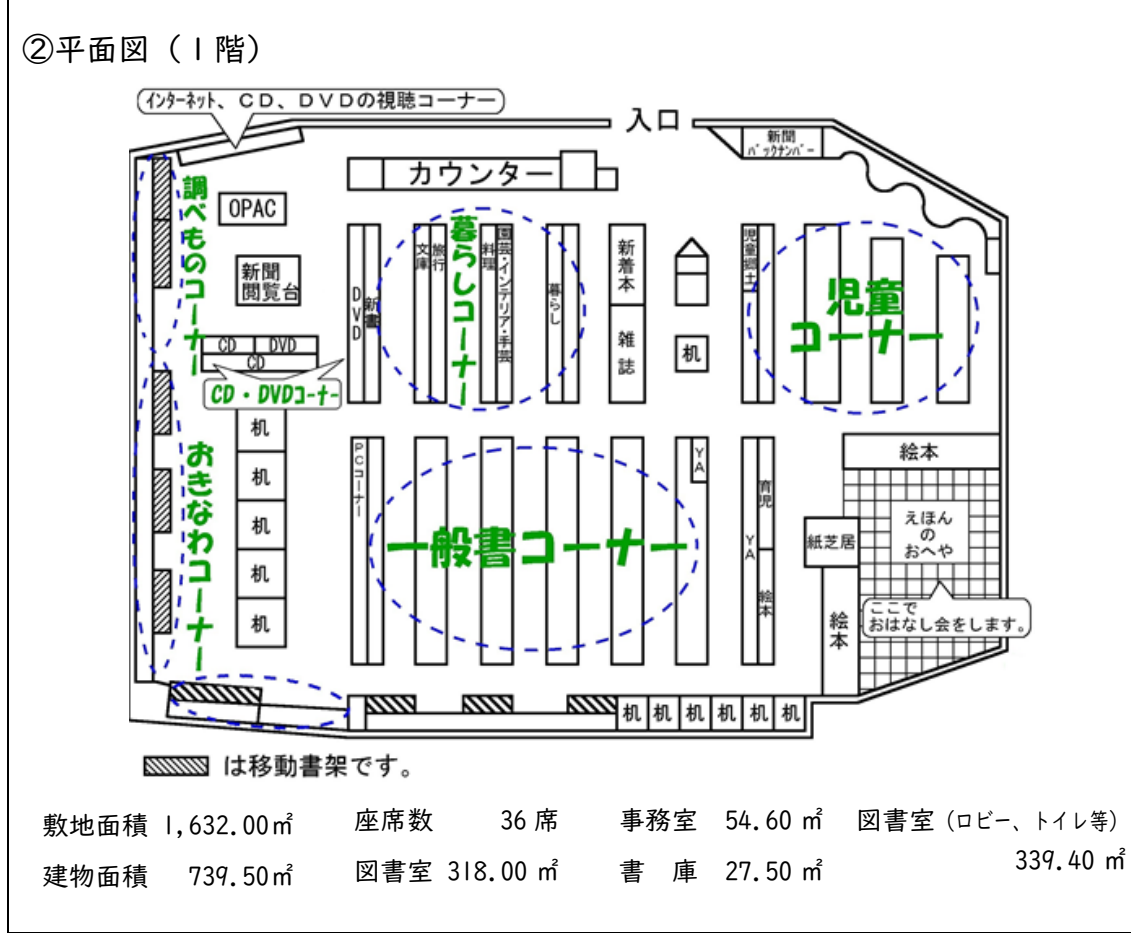 ②平面図（1階）
インターネット、CD、DVDの視聴コーナー
入口
新聞
バックナンバー
カウンター
調べものコーナー
OPAC
新聞
閲覧台
CD DVD
CD
CD・DVDコーナー
DVD
新書
文庫
旅行
暮らしコーナー
料理
園芸・インテリア・手芸
暮らし
新着本
雑誌
机
児童郷土
児童
コーナー
おきなわコーナー
机
机
机
机
机
PCコーナー
一般書コーナー
YA
YA
育児
絵本
絵本
えほん
の
おへや
紙芝居
絵本
ここで
おはなし会をします。
机 机 机 机 机 机
は移動書架です。
敷地面積 1,632.00㎡ 座席数 36席 事務室 54.60㎡ 図書室（ロビー、トイレ等）
建物面積 739.50㎡ 図書室 318.00㎡ 書庫 27.50㎡ 339.40㎡